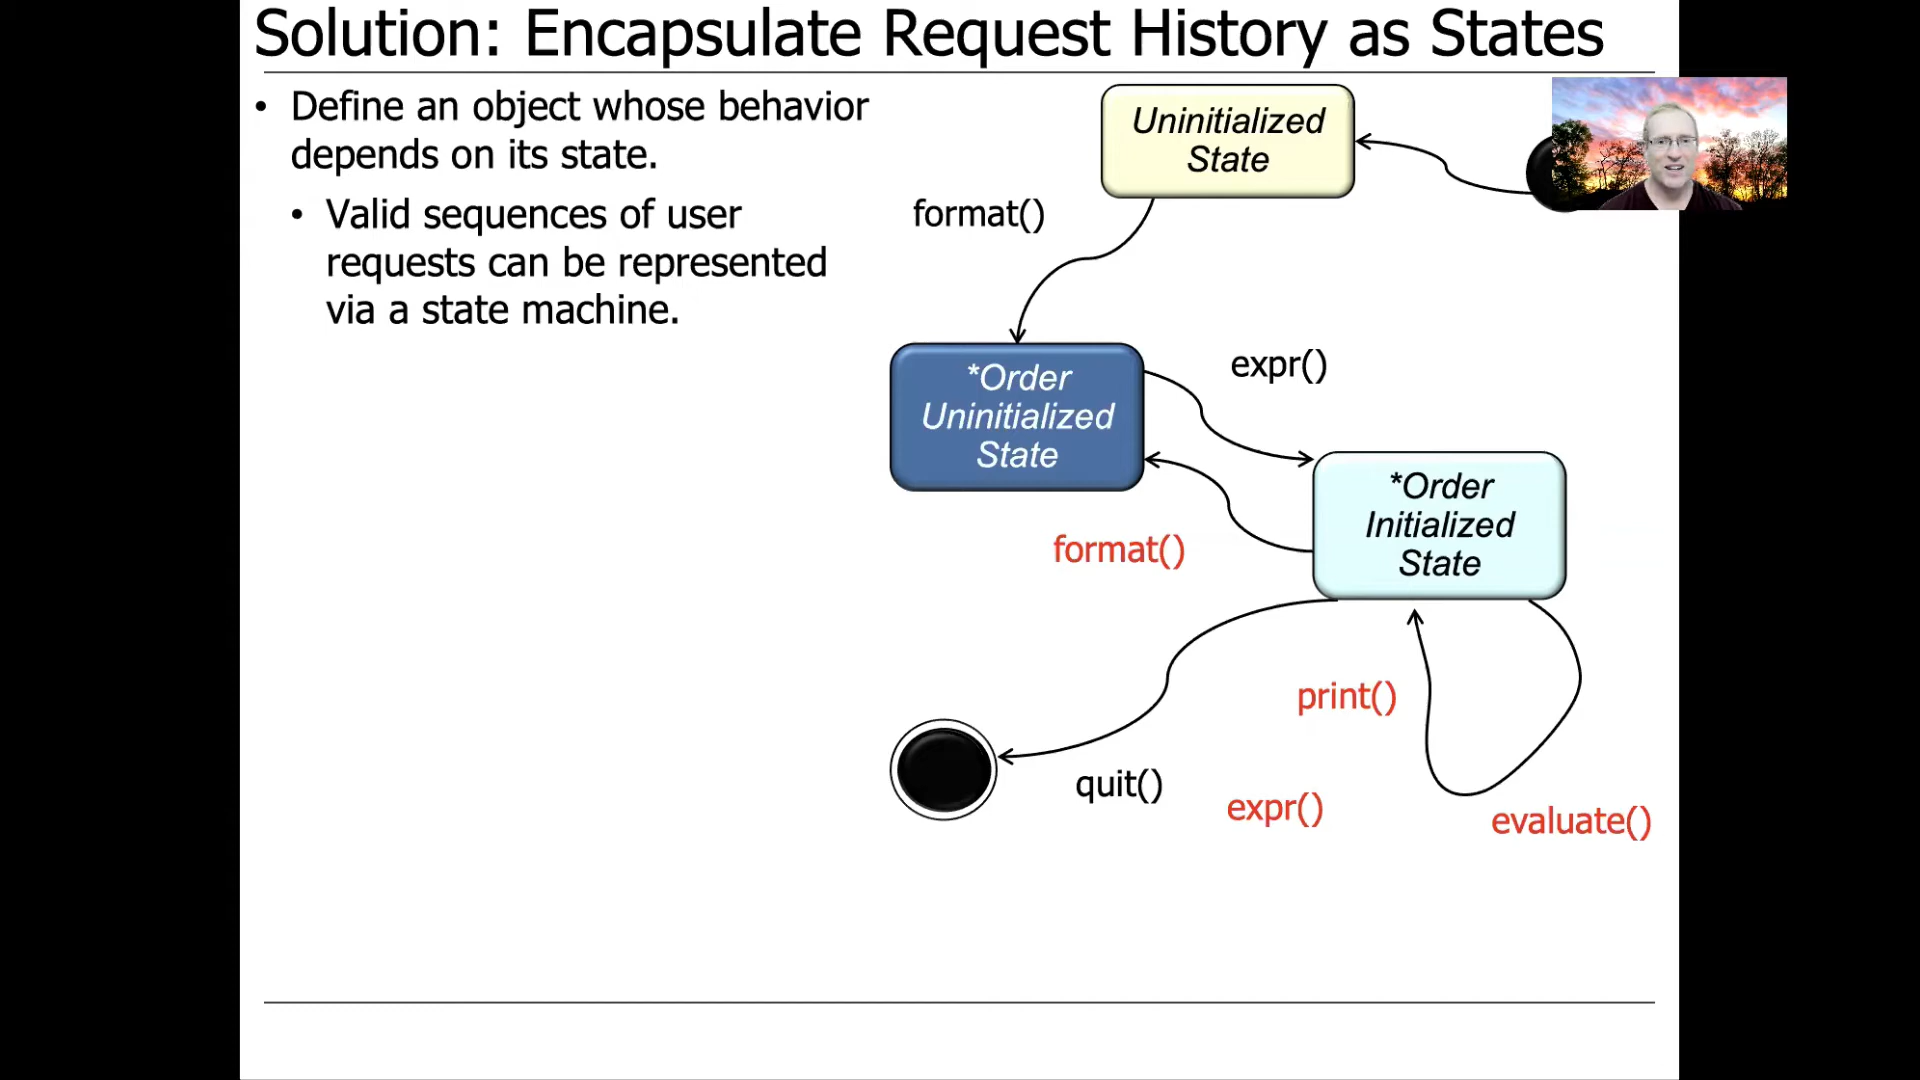 Solution: Encapsulate Request History as States
• Define an object whose behavior
depends on its state.
• Valid sequences of user
requests can be represented
via a state machine.
Uninitialized
State
format()
*Order
Uninitialized
State
expr()
*Order
Initialized
State
format()
print()
quit()
expr()
evaluate()